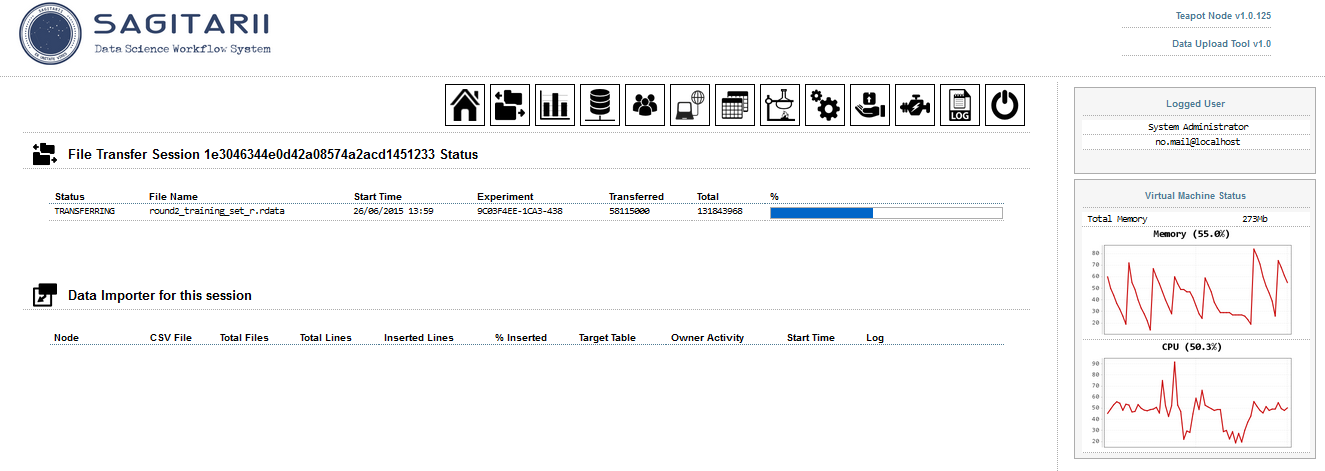 SAGITARII
Data Science Workflow System
Teapot Node v1.0.125
Data Upload Tool v1.0
LOG
File Transfer Session 1e3046344e0d42a08574a2acd1451233 Status
Status File Name Start Time Experiment Transferred Total %
TRANSFERRING round2_training_set_r.rdata 26/06/2015 13:59 9C03F4EE-1CA3-438 58115000 131843968
Data Importer for this session
Node CSV File Total Files Total Lines Inserted Lines % Inserted Target Table Owner Activity Start Time Log
Logged User
System Administrator
no.mail@localhost
Virtual Machine Status
Total Memory 273Mb
Memory (55.0%)
80
70
60
50
40
30
20
CPU (50.3%)
90
80
70
60
50
40
30
20